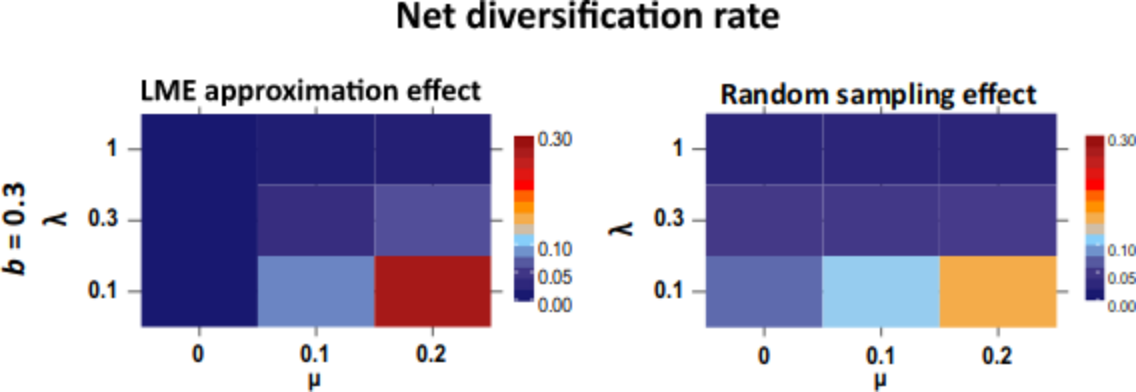 Net diversification rate
LME approximation effect
b = 0.3
λ
1
0.3
0.1
0
0.1
0.2
μ
0.30
0.10
0.05
0.00
Random sampling effect
λ
1
0.3
0.1
0
0.1
0.2
μ
0.30
0.10
0.05
0.00